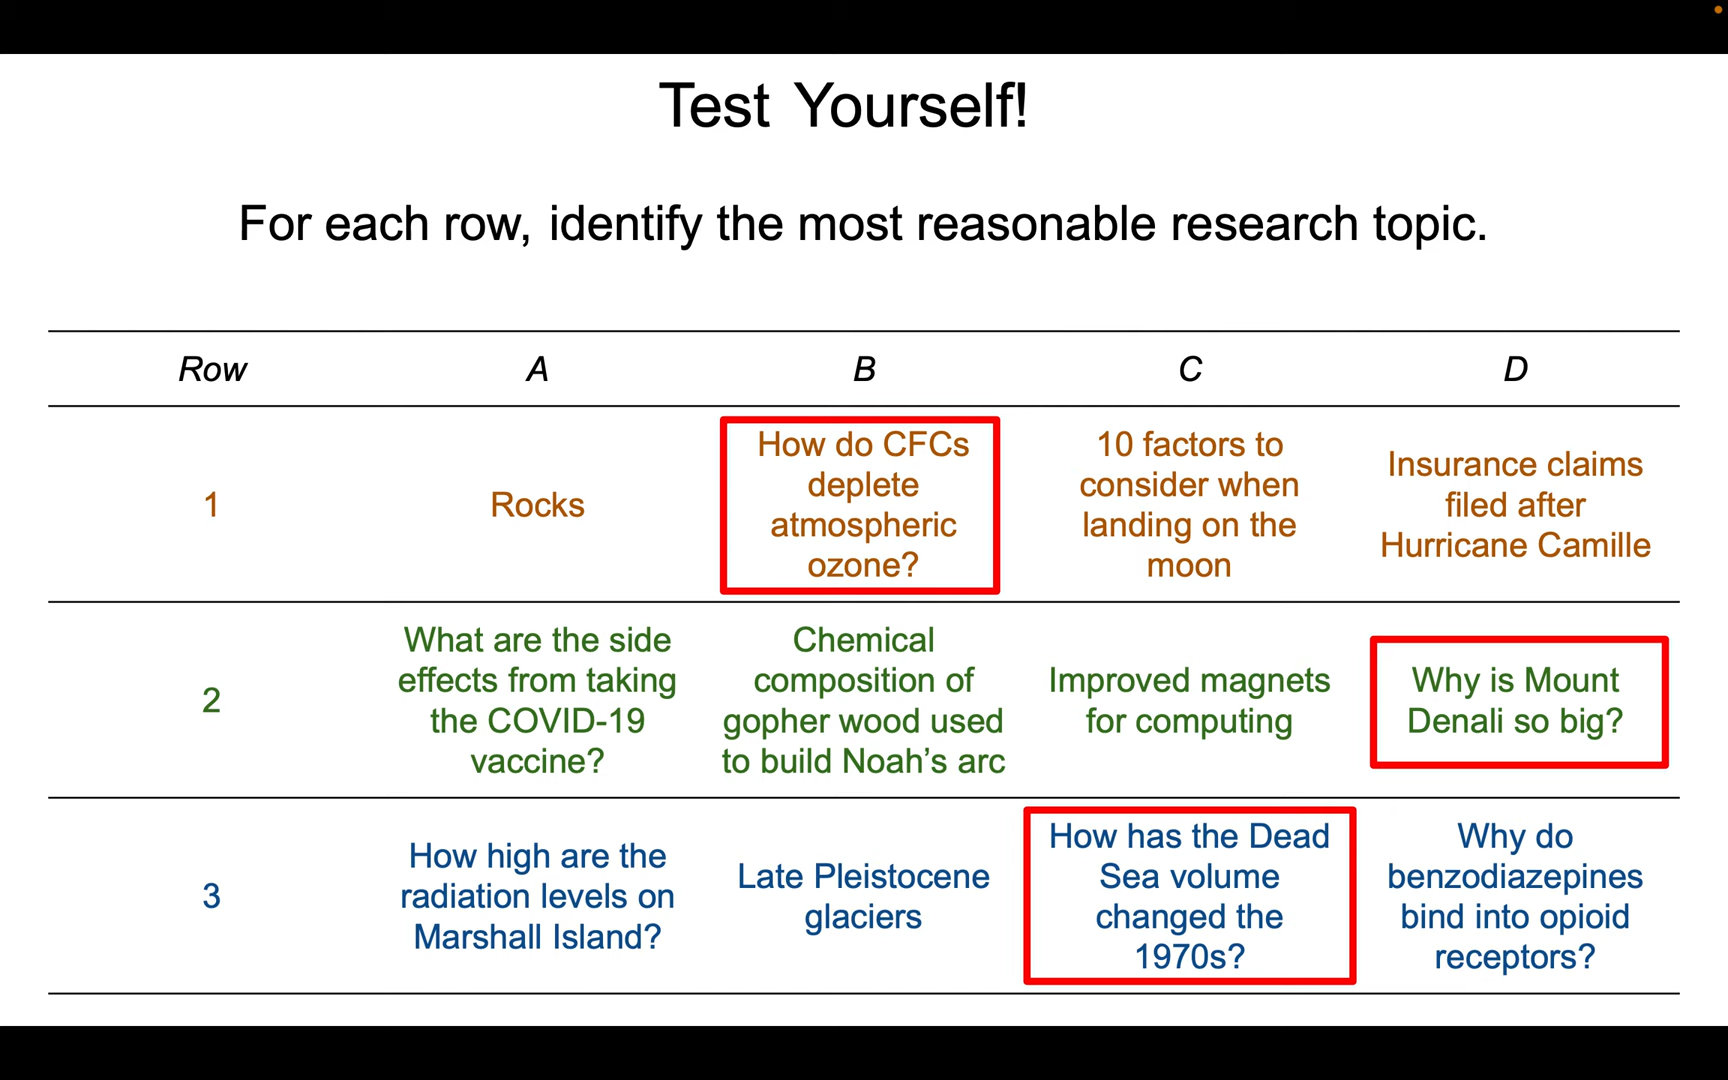 Test Yourself!
For each row, identify the most reasonable research topic.
Row
A
B
C
D
1
Rocks
How do CFCs
deplete
atmospheric
ozone?
10 factors to
consider when
landing on the
moon
Insurance claims
filed after
Hurricane Camille
2
What are the side
effects from taking
the COVID-19
vaccine?
Chemical
composition of
gopher wood used
to build Noah’s arc
Improved magnets
for computing
Why is Mount
Denali so big?
3
How high are the
radiation levels on
Marshall Island?
Late Pleistocene
glaciers
How has the Dead
Sea volume
changed the
1970s?
Why do
benzodiazepines
bind into opioid
receptors?